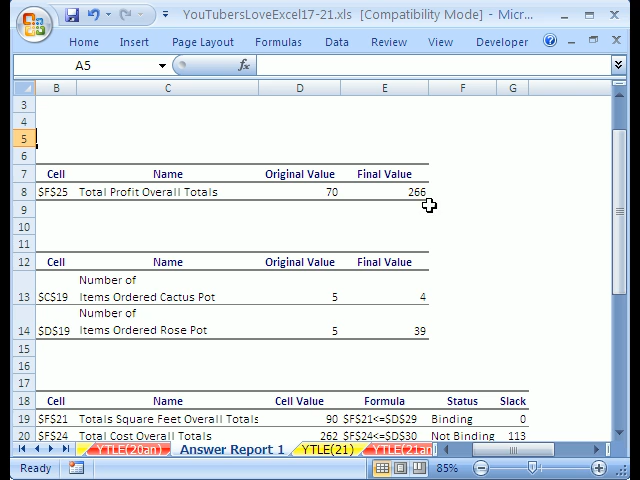 YouTubersLoveExcel17-21.xls [Compatibility Mode] - Micr...
Home Insert Page Layout Formulas Data Review View Developer
A5 fx
B C D E F G
3
4
5
6
7 Cell Name Original Value Final Value
8 $F$25 Total Profit Overall Totals 70 266
9
10
11
12 Cell Name Original Value Final Value
Number of
13 $C$19 Items Ordered Cactus Pot 5 4
Number of
14 $D$19 Items Ordered Rose Pot 5 39
15
16
17
18 Cell Name Cell Value Formula Status Slack
19 $F$21 Totals Square Feet Overall Totals 90 $F$21<=$D$29 Binding 0
20 $F$24 Total Cost Overall Totals 262 $F$24<=$D$30 Not Binding 113
YTLE(20an) Answer Report 1 YTLE(21) YTLE(21an
Ready 85%